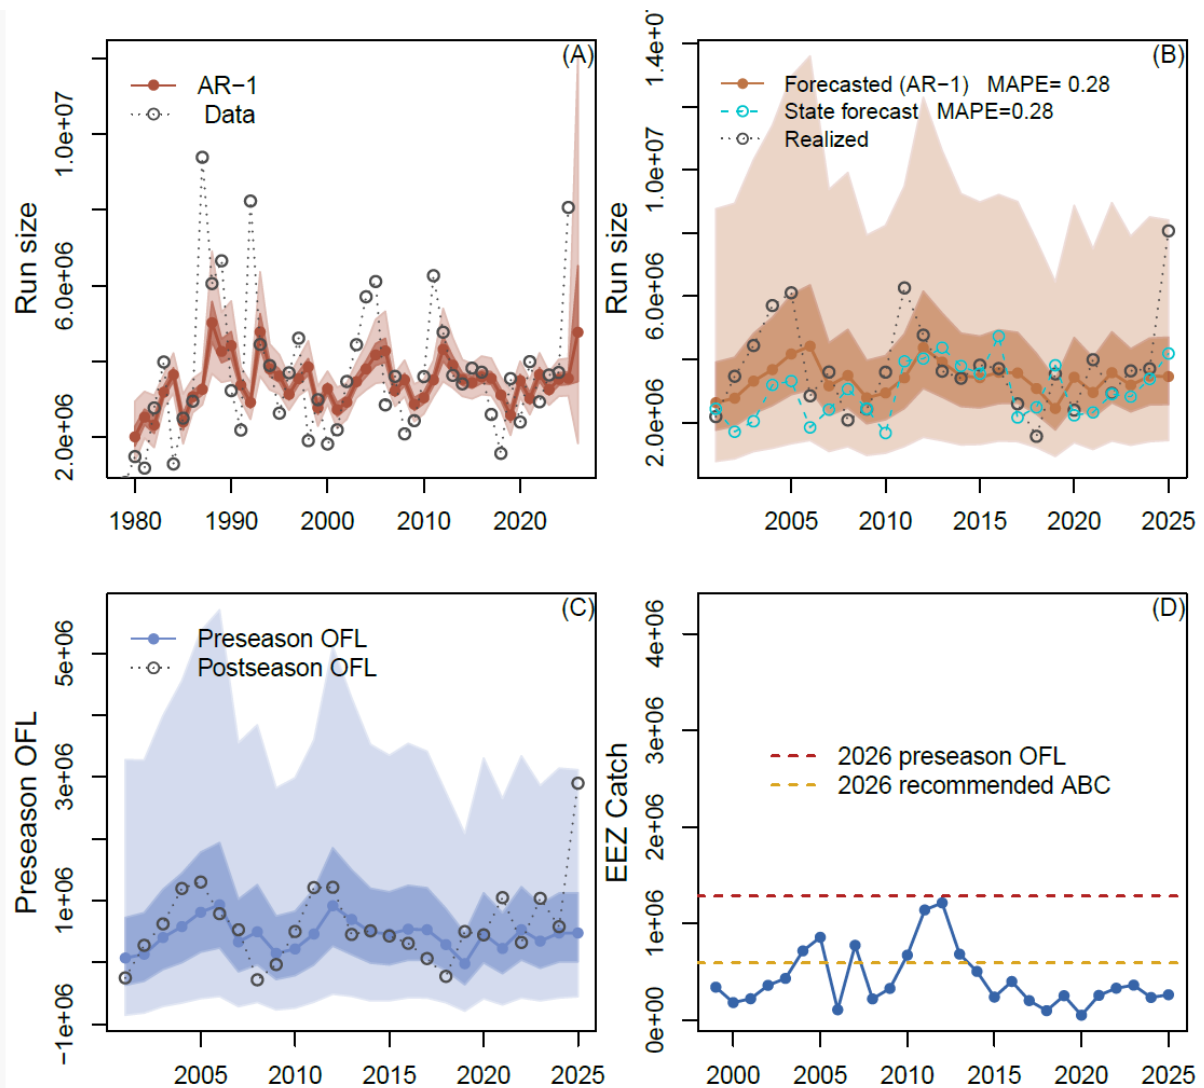 (A)
AR−1
Data
Run size
2.0e+06
6.0e+06
1.0e+07
1980
1990
2000
2010
2020
(B)
Forecasted (AR−1) MAPE= 0.28
State forecast MAPE=0.28
Realized
Run size
2.0e+06
6.0e+06
1.0e+07
2005
2010
2015
2020
2025
(C)
Preseason OFL
Postseason OFL
Preseason OFL
−1e+06
1e+06
3e+06
5e+06
2005
2010
2015
2020
2025
(D)
2026 preseason OFL
2026 recommended ABC
EEZ Catch
0e+00
1e+06
2e+06
3e+06
4e+06
2000
2005
2010
2015
2020
2025